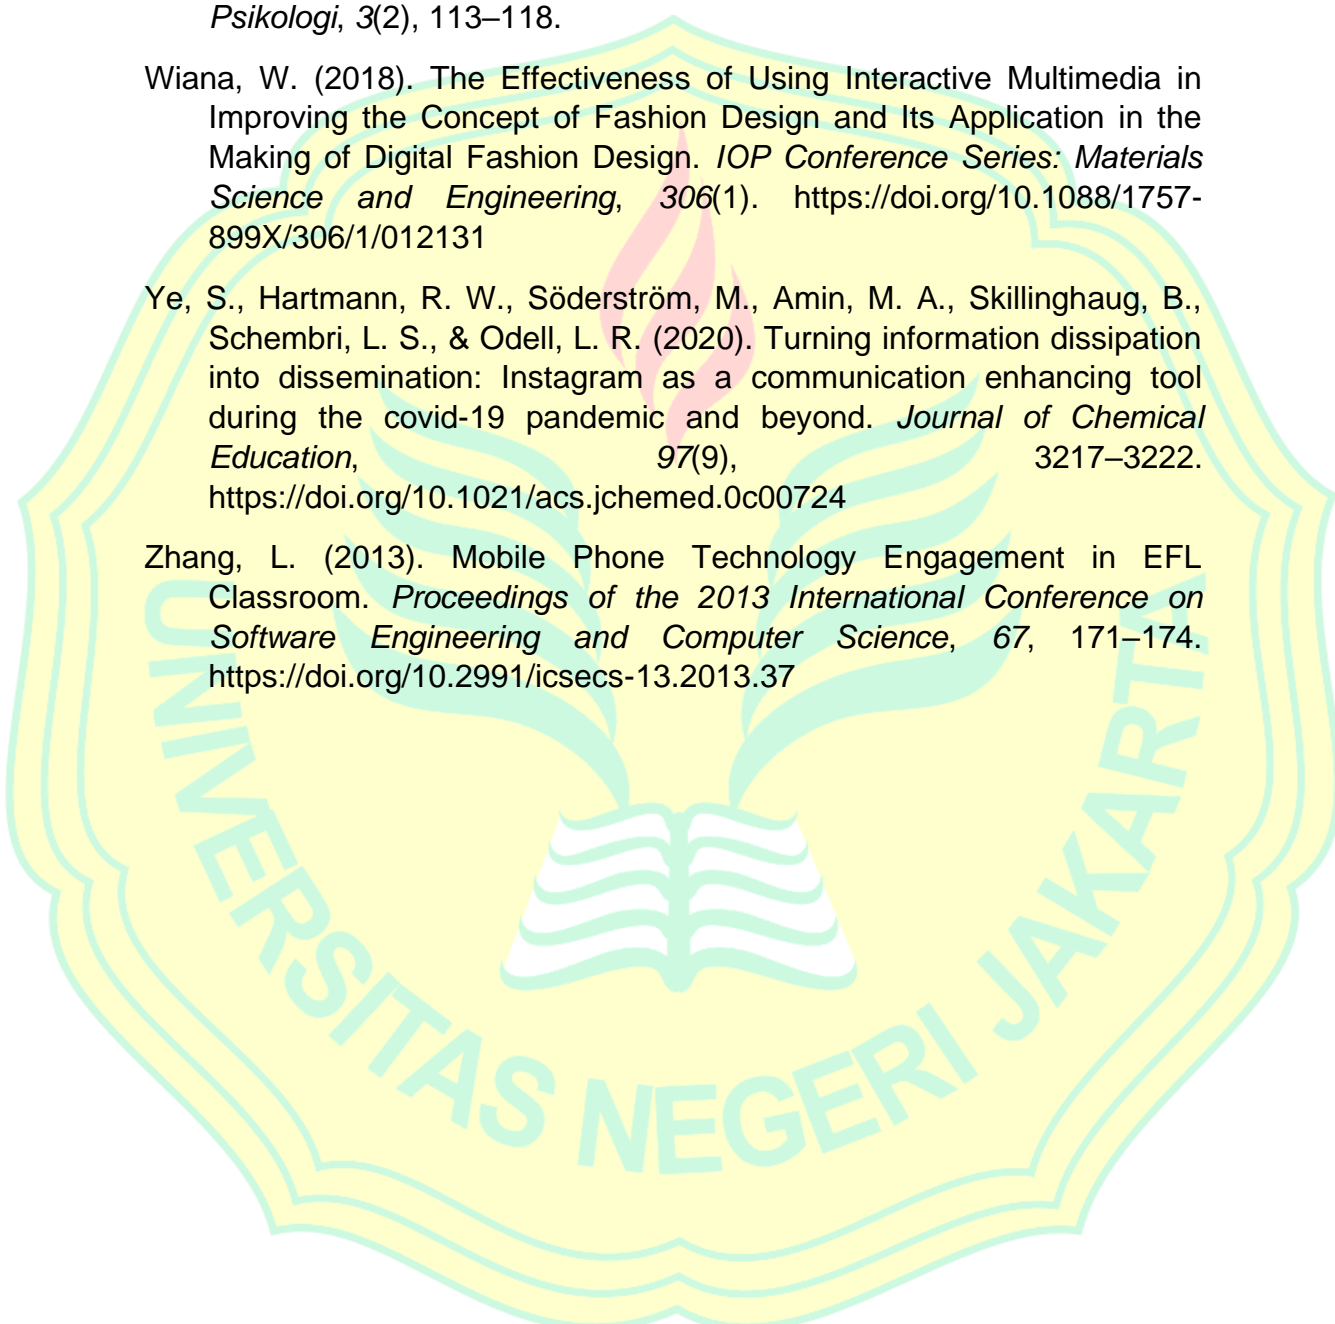 Psikologi, 3(2), 113–118.
Wiana, W. (2018). The Effectiveness of Using Interactive Multimedia in
Improving the Concept of Fashion Design and Its Application in the
Making of Digital Fashion Design. IOP Conference Series: Materials
Science and Engineering, 306(1). https://doi.org/10.1088/1757-
899X/306/1/012131
Ye, S., Hartmann, R. W., Söderström, M., Amin, M. A., Skillinghaug, B.,
Schembri, L. S., & Odell, L. R. (2020). Turning information dissipation
into dissemination: Instagram as a communication enhancing tool
during the covid-19 pandemic and beyond. Journal of Chemical
Education, 97(9), 3217–3222.
https://doi.org/10.1021/acs.jchemed.0c00724
Zhang, L. (2013). Mobile Phone Technology Engagement in EFL
Classroom. Proceedings of the 2013 International Conference on
Software Engineering and Computer Science, 67, 171–174.
https://doi.org/10.2991/icsecs-13.2013.37
UNIVERSITAS NEGERI JAKARTA